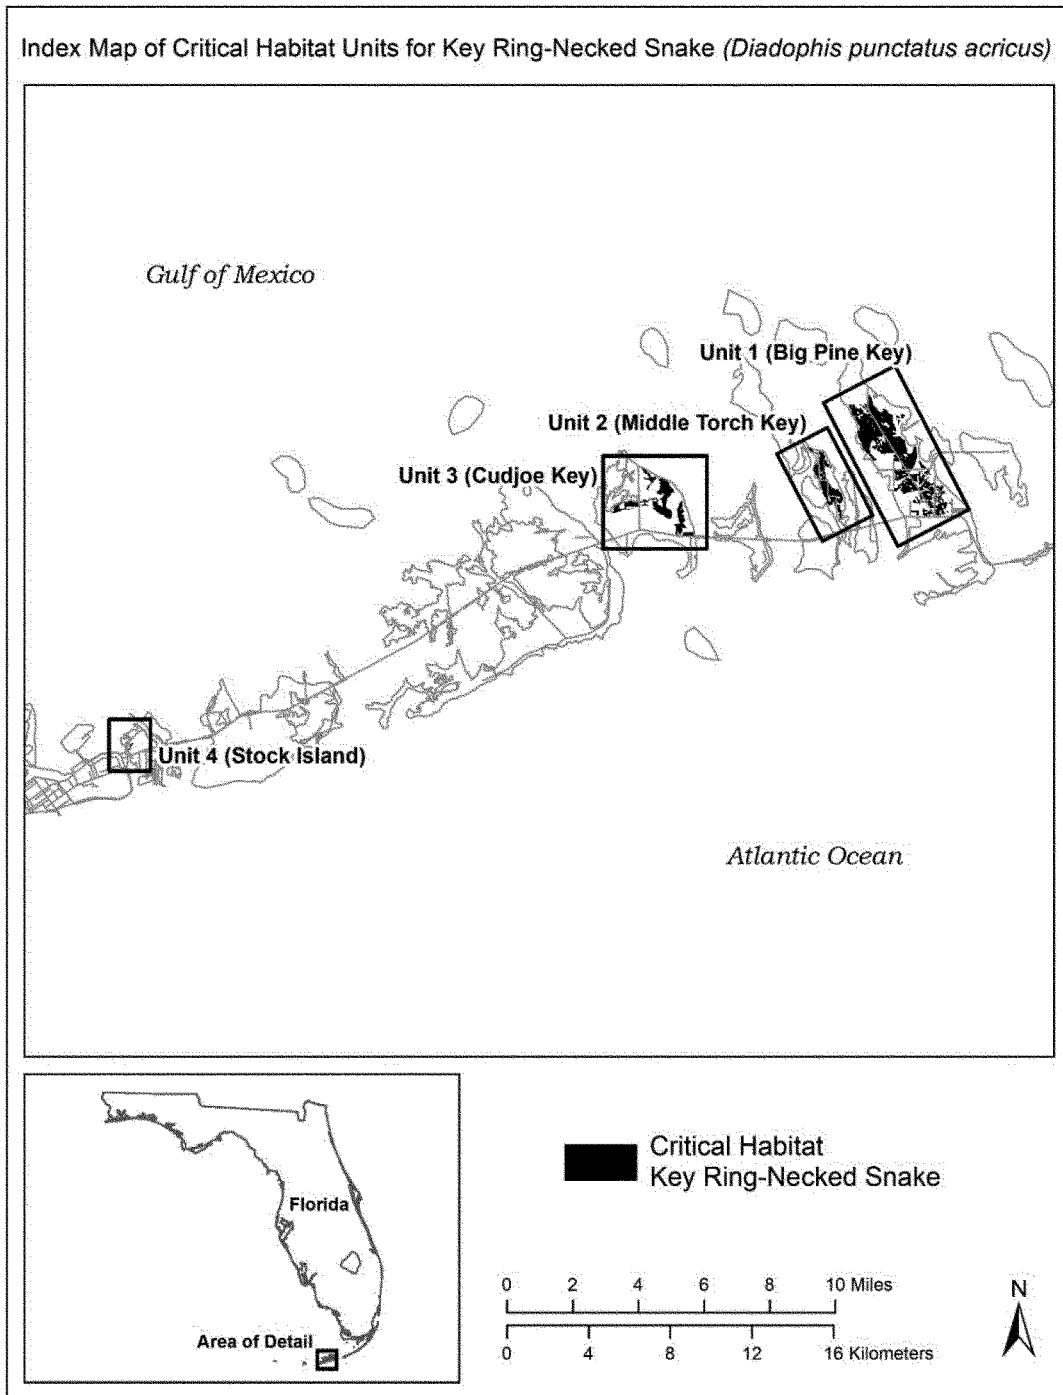 Index Map of Critical Habitat Units for Key Ring-Necked Snake (Diadophis punctatus acricus)
Gulf of Mexico
Unit 1 (Big Pine Key)
Unit 2 (Middle Torch Key)
Unit 3 (Cudjoe Key)
Unit 4 (Stock Island)
Atlantic Ocean
Florida
Area of Detail
Critical Habitat
Key Ring-Necked Snake
0 2 4 6 8 10 Miles
0 4 8 12 16 Kilometers
N